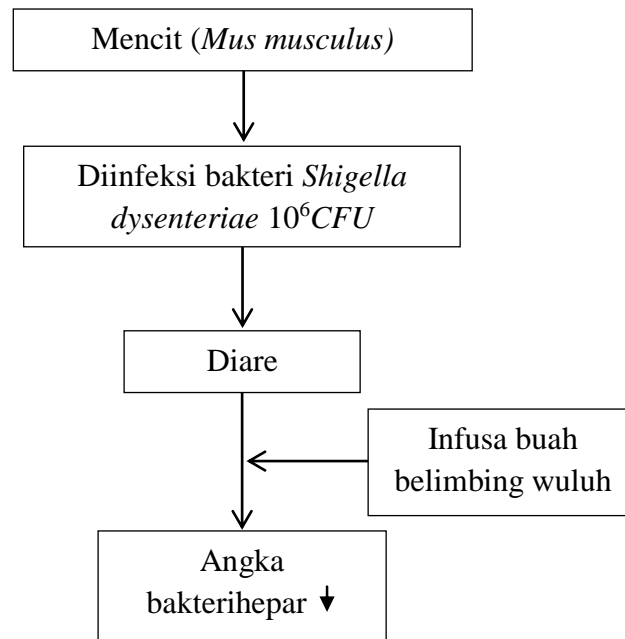 Mencit (Mus musculus)
Diinfeksi bakteri Shigella
dysenteriae 10⁶CFU
Diare
Infusa buah
belimbing wuluh
Angka
bakterihepar